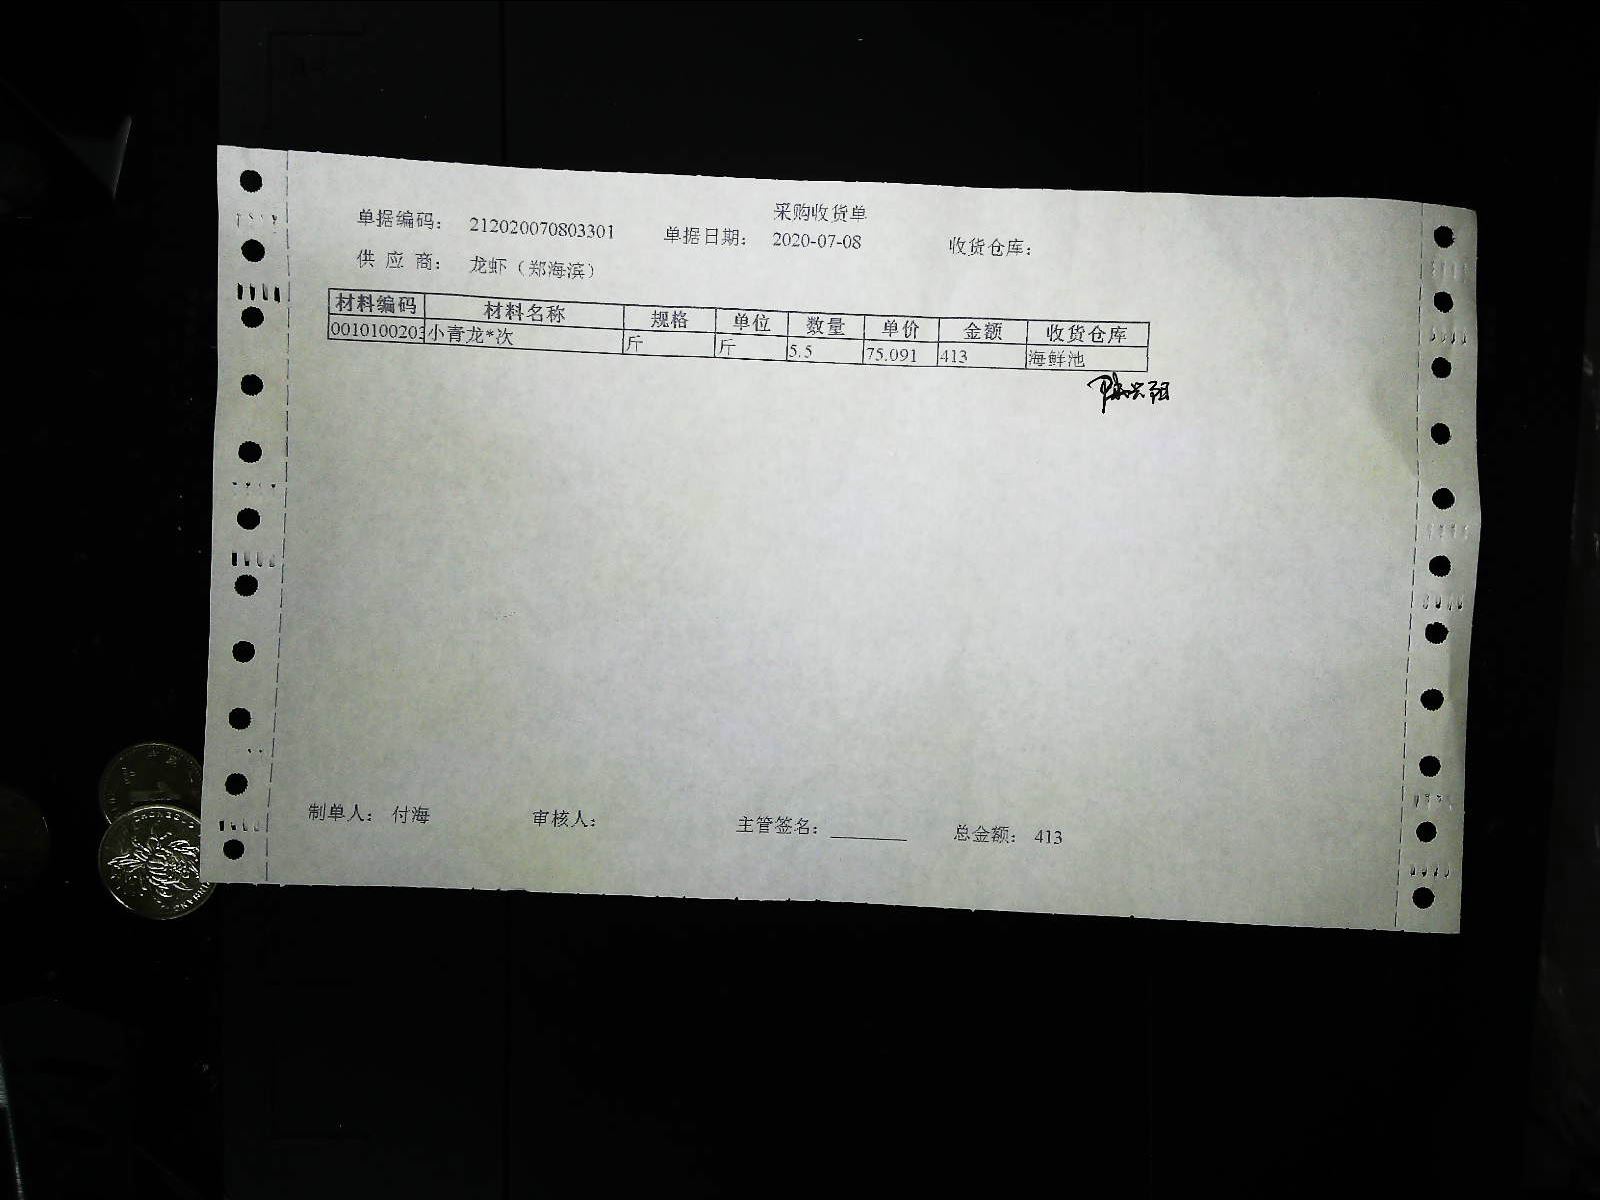 采购收货单
单据编码： 212020070803301 单据日期： 2020-07-08 收货仓库：
供 应 商： 龙虾（郑海滨）
材料编码 材料名称 规格 单位 数量 单价 金额 收货仓库
0010100203 小青龙*次 斤 斤 5.5 75.091 413 海鲜池
制单人： 付海 审核人： 主管签名： 总金额： 413